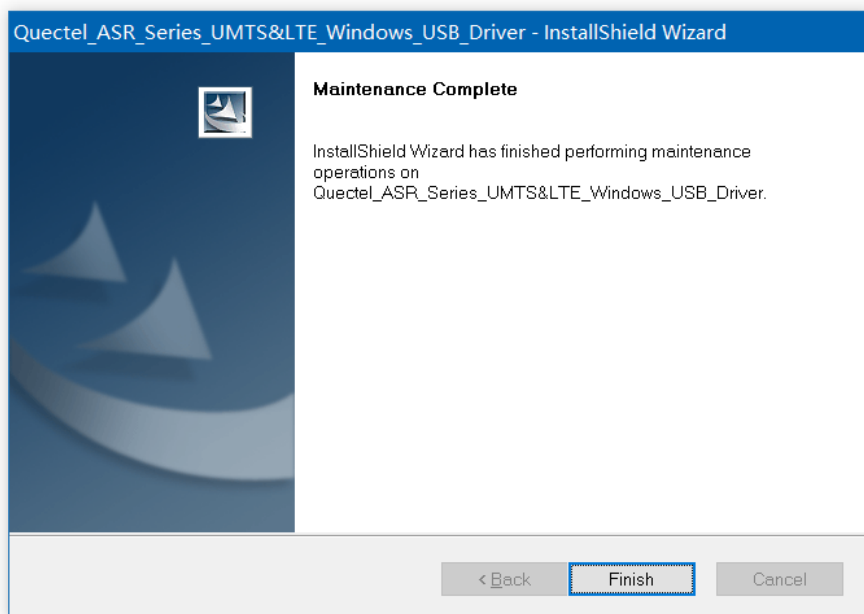 Quectel_ASR_Series_UMTS&LTE_Windows_USB_Driver - InstallShield Wizard
Maintenance Complete
InstallShield Wizard has finished performing maintenance
operations on
Quectel_ASR_Series_UMTS&LTE_Windows_USB_Driver.
< Back
Finish
Cancel